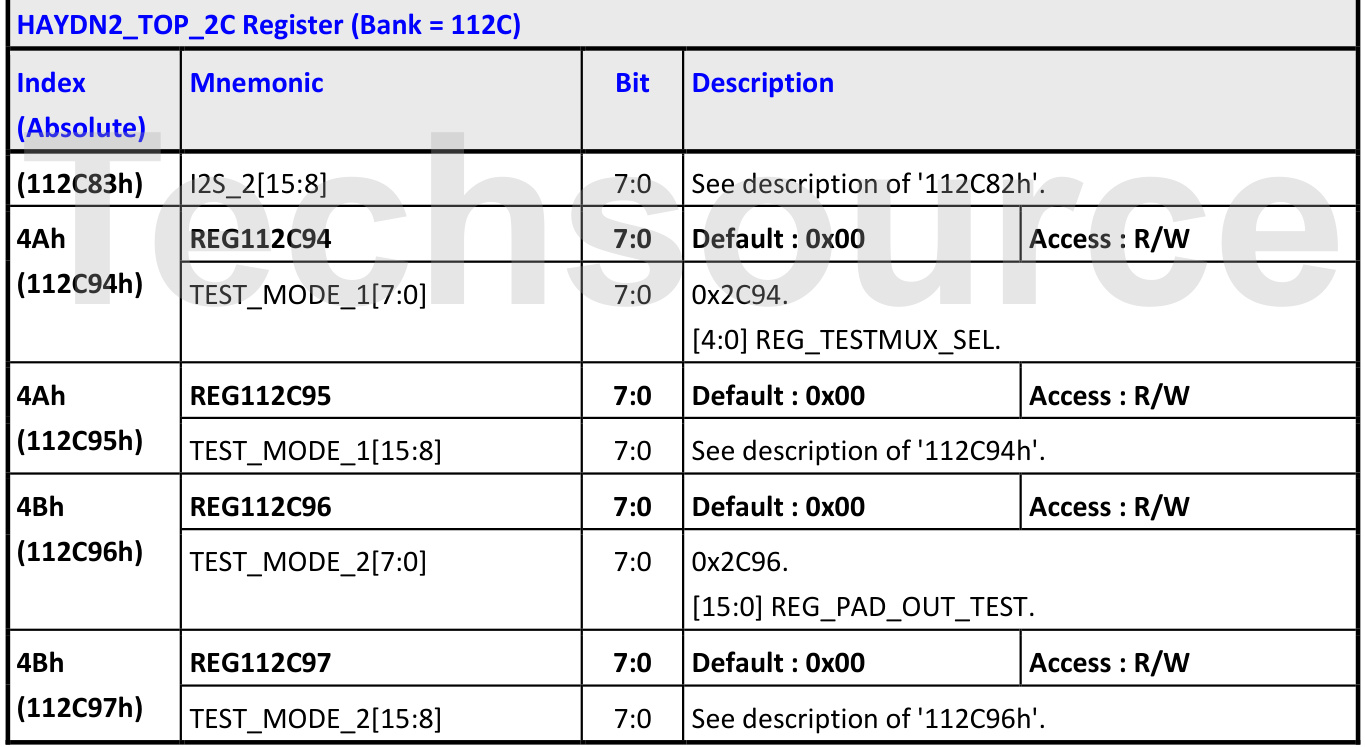 HAYDN2_TOP_2C Register (Bank = 112C)
Index Mnemonic Bit Description
(Absolute)
(112C83h) I2S_2[15:8] 7:0 See description of '112C82h'.
4Ah REG112C94 7:0 Default : 0x00 Access : R/W
(112C94h) TEST_MODE_1[7:0] 7:0 0x2C94.
[4:0] REG_TESTMUX_SEL.
4Ah REG112C95 7:0 Default : 0x00 Access : R/W
(112C95h) TEST_MODE_1[15:8] 7:0 See description of '112C94h'.
4Bh REG112C96 7:0 Default : 0x00 Access : R/W
(112C96h) TEST_MODE_2[7:0] 7:0 0x2C96.
[15:0] REG_PAD_OUT_TEST.
4Bh REG112C97 7:0 Default : 0x00 Access : R/W
(112C97h) TEST_MODE_2[15:8] 7:0 See description of '112C96h'.
Techsource